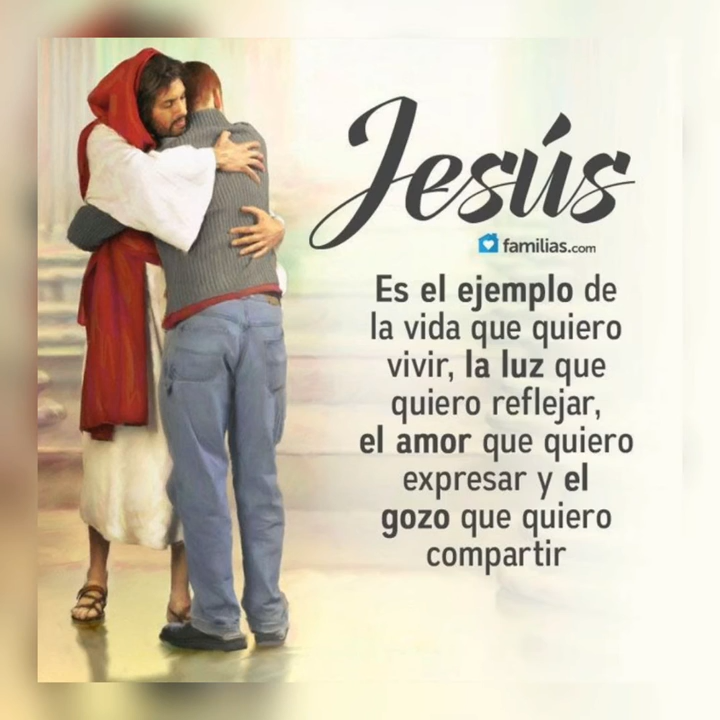 Jesús
familias.com
Es el ejemplo de
la vida que quiero
vivir, la luz que
quiero reflejar,
el amor que quiero
expresar y el
gozo que quiero
compartir